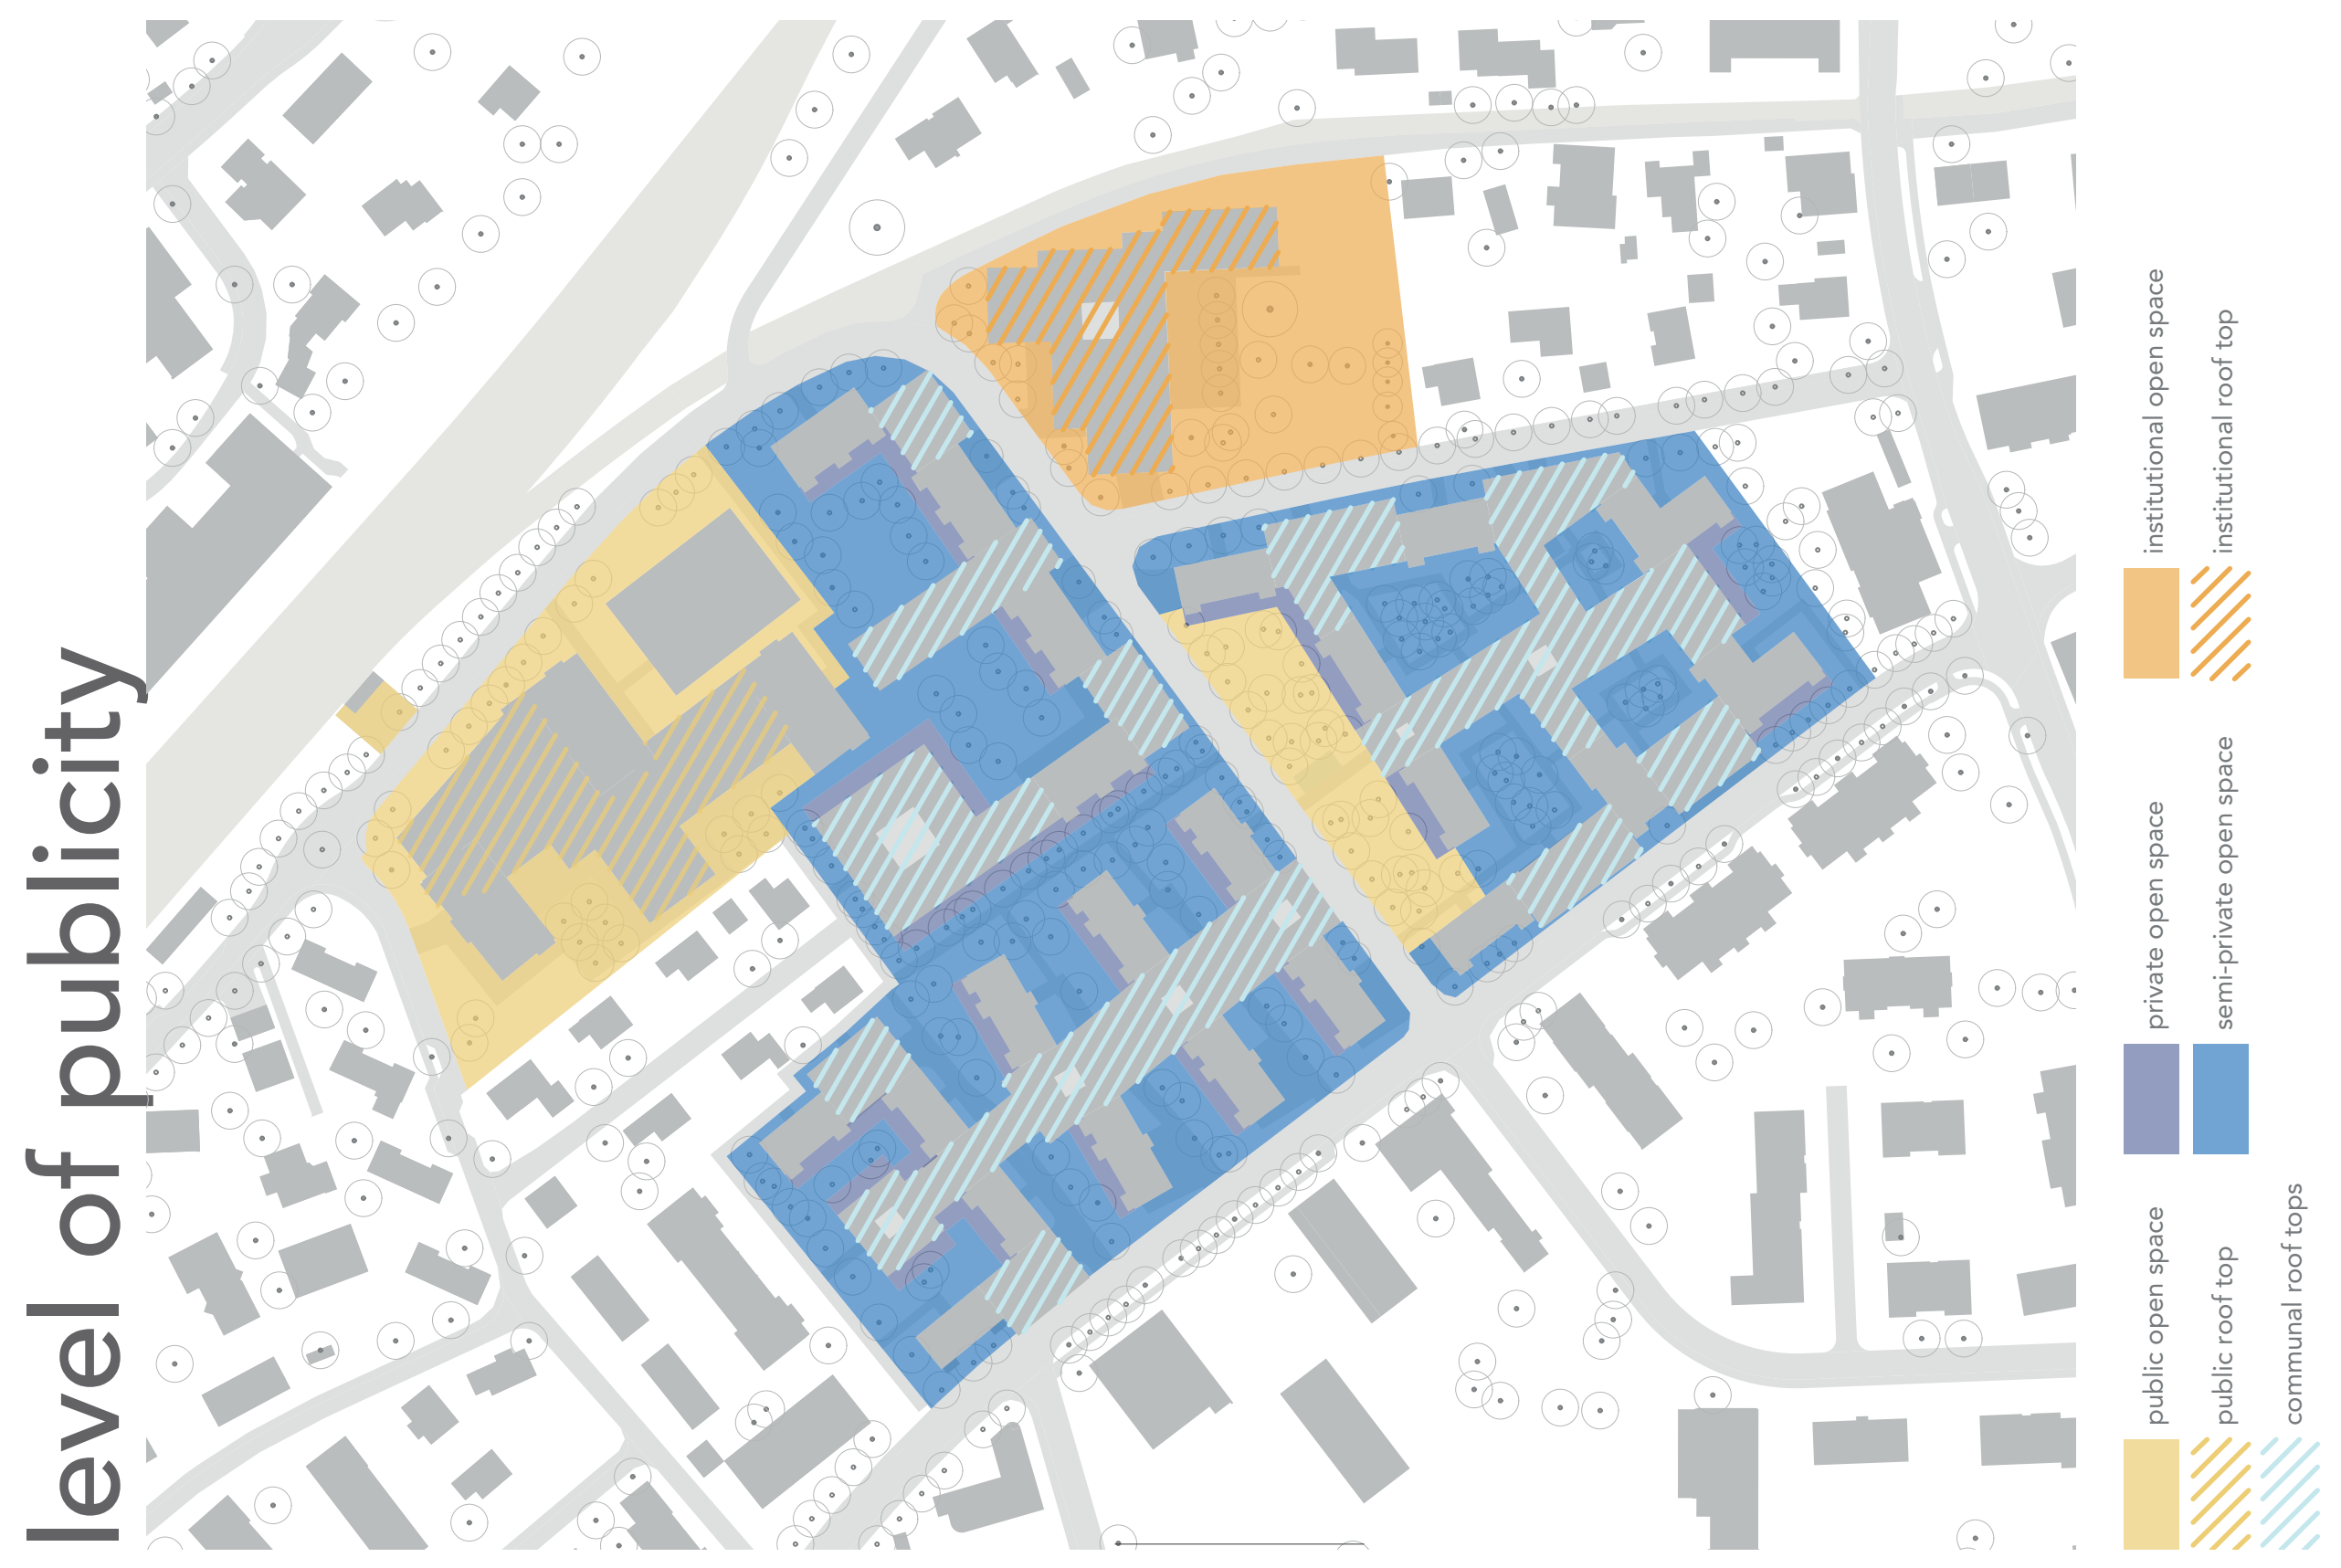 level of publicity
public open space
public roof top
communal roof tops
private open space
semi-private open space
institutional open space
institutional roof top